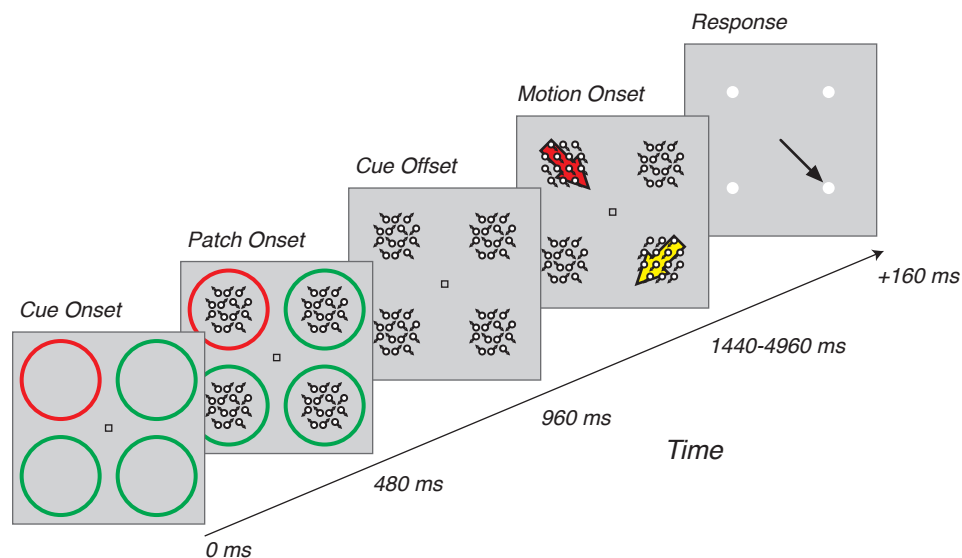 Response
Motion Onset
Cue Offset
Patch Onset
Cue Onset
+160 ms
1440-4960 ms
960 ms
Time
480 ms
0 ms